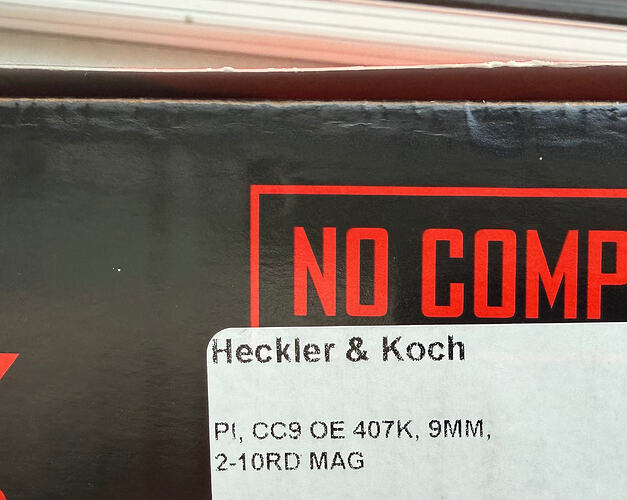 NO COMP
Heckler & Koch
PI, CC9 OE 407K, 9MM,
2-10RD MAG